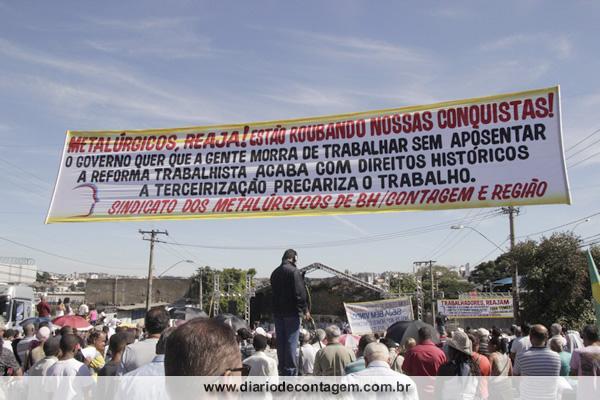 METALÚRGICOS, REAJA! ESTÃO ROUBANDO NOSSAS CONQUISTAS!
O GOVERNO QUER QUE A GENTE MORRA DE TRABALHAR SEM APOSENTAR
A REFORMA TRABALHISTA ACABA COM DIREITOS HISTÓRICOS
A TERCEIRIZAÇÃO PRECARIZA O TRABALHO.
SINDICATO DOS METALÚRGICOS DE BH/CONTAGEM E REGIÃO
TRABALHADORES, REAJAM
www.diariodecontagem.com.br